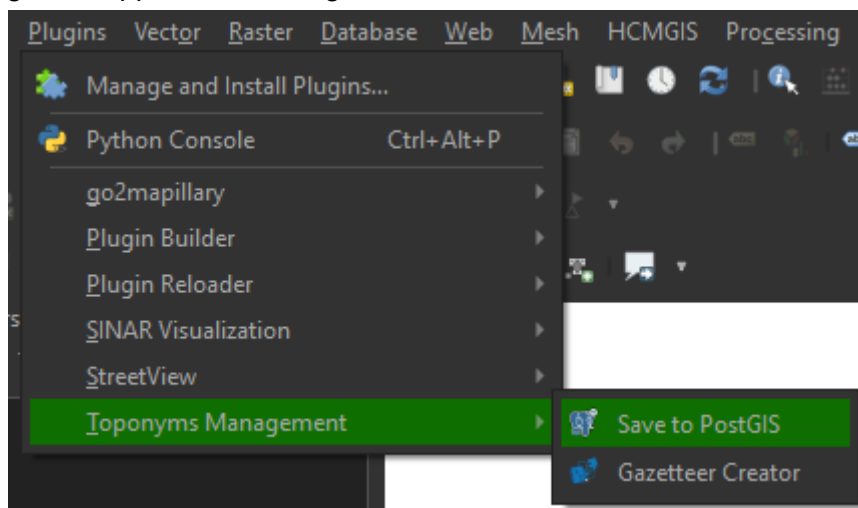 Plugins Vector Raster Database Web Mesh HCMGIS Processing
Manage and Install Plugins...
Python Console Ctrl+Alt+P
go2mapillary
Plugin Builder
Plugin Reloader
SINAR Visualization
StreetView
Toponyms Management
Save to PostGIS
Gazetteer Creator